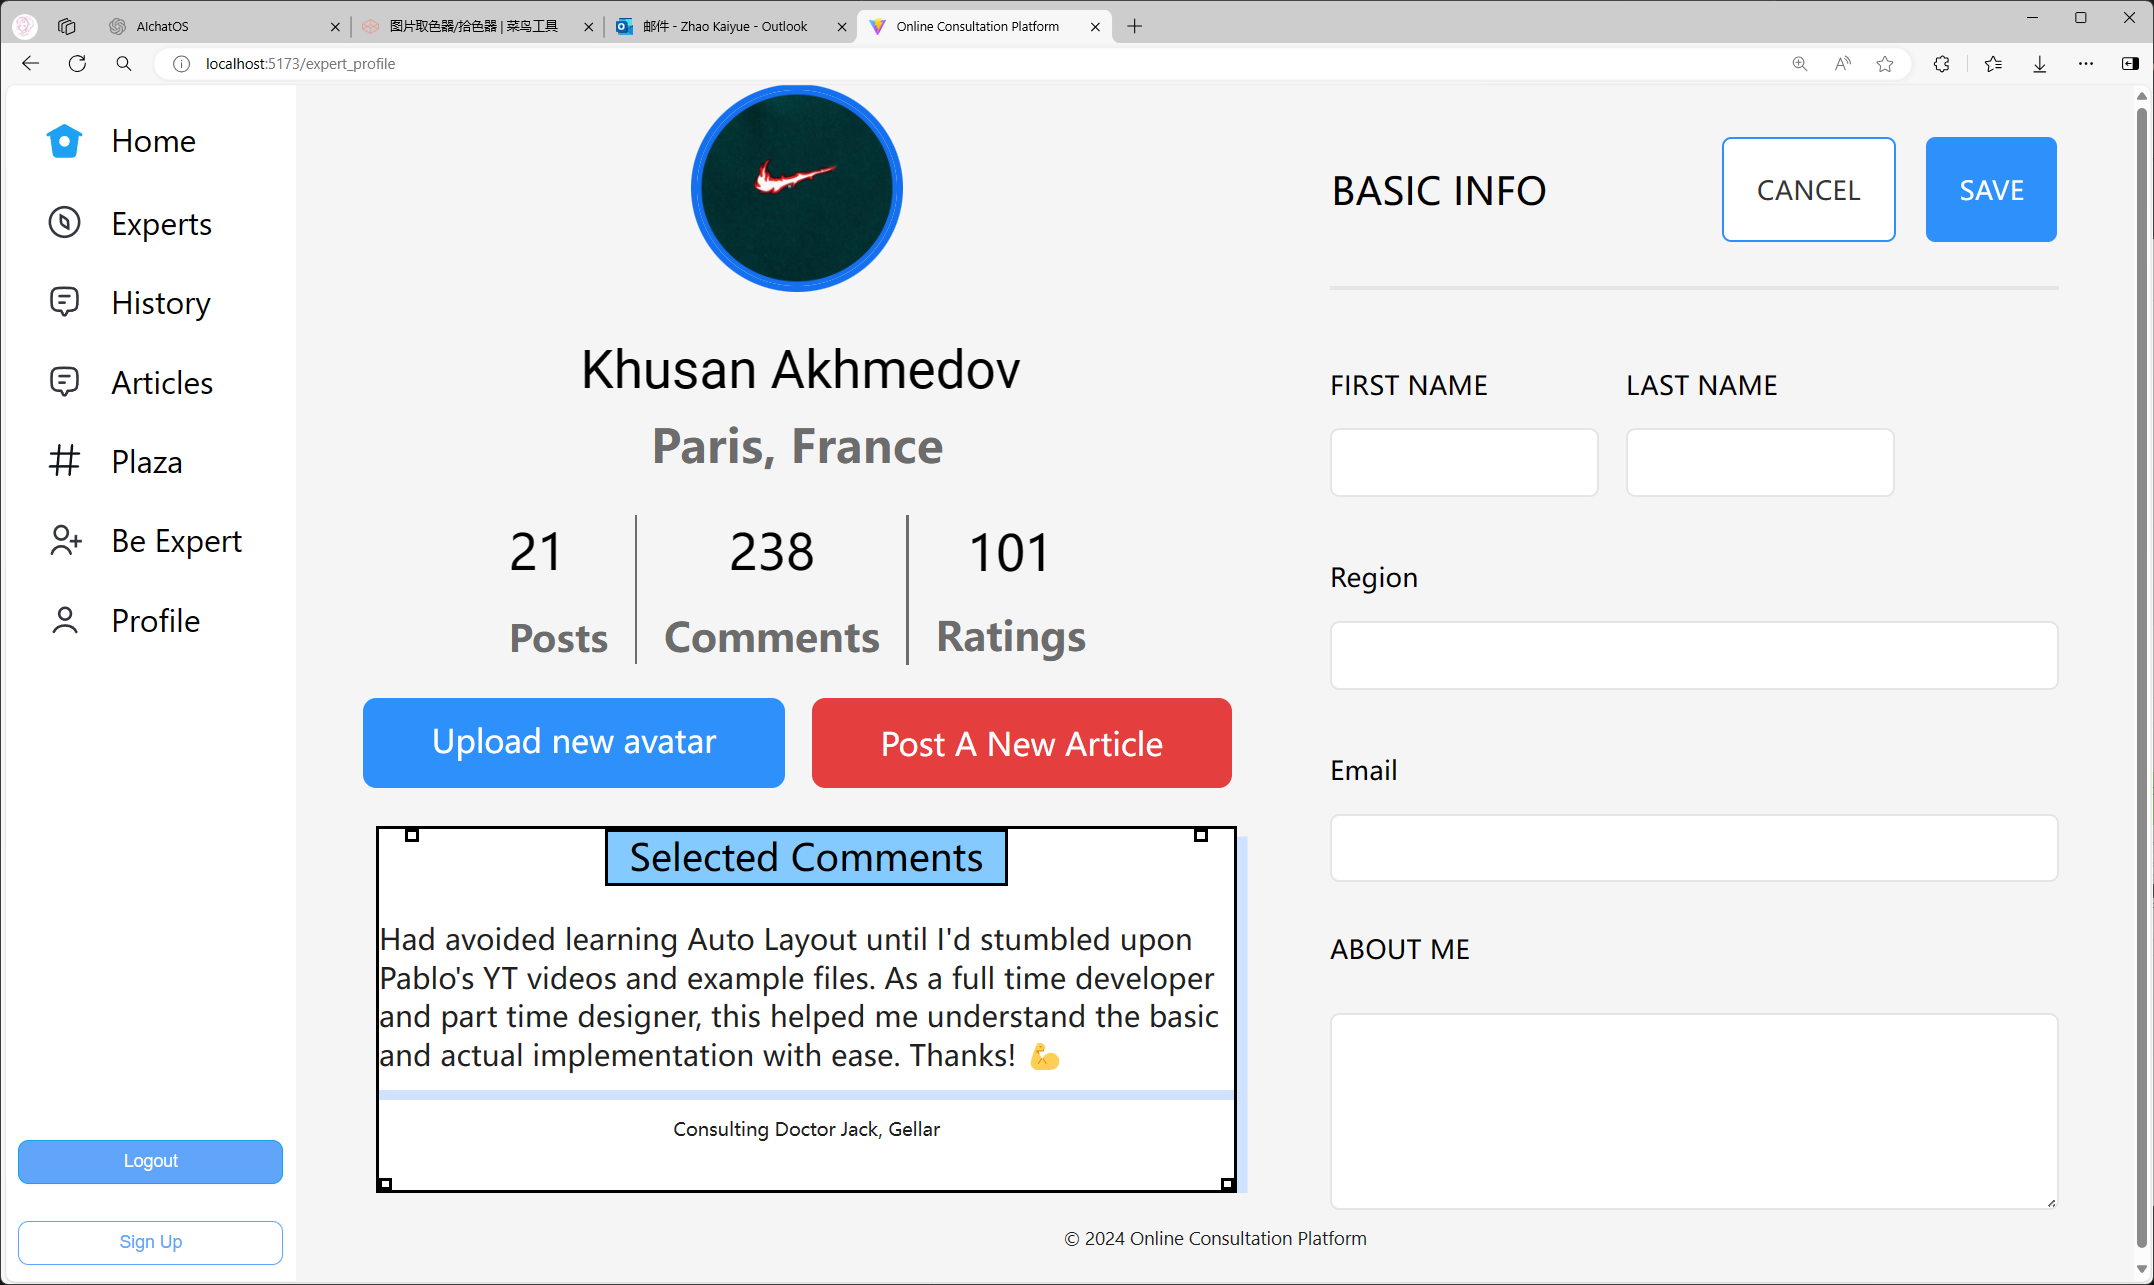 AIchatOS
图片取色器/拾色器 | 菜鸟工具
邮件 - Zhao Kaiyue - Outlook
Online Consultation Platform
localhost:5173/expert_profile
Home
Experts
History
Articles
Plaza
Be Expert
Profile
Logout
Sign Up
Khusan Akhmedov
Paris, France
21
Posts
238
Comments
101
Ratings
Upload new avatar
Post A New Article
Selected Comments
Had avoided learning Auto Layout until I'd stumbled upon
Pablo's YT videos and example files. As a full time developer
and part time designer, this helped me understand the basic
and actual implementation with ease. Thanks! 💪
Consulting Doctor Jack, Gellar
BASIC INFO
CANCEL
SAVE
FIRST NAME
LAST NAME
Region
Email
ABOUT ME
© 2024 Online Consultation Platform